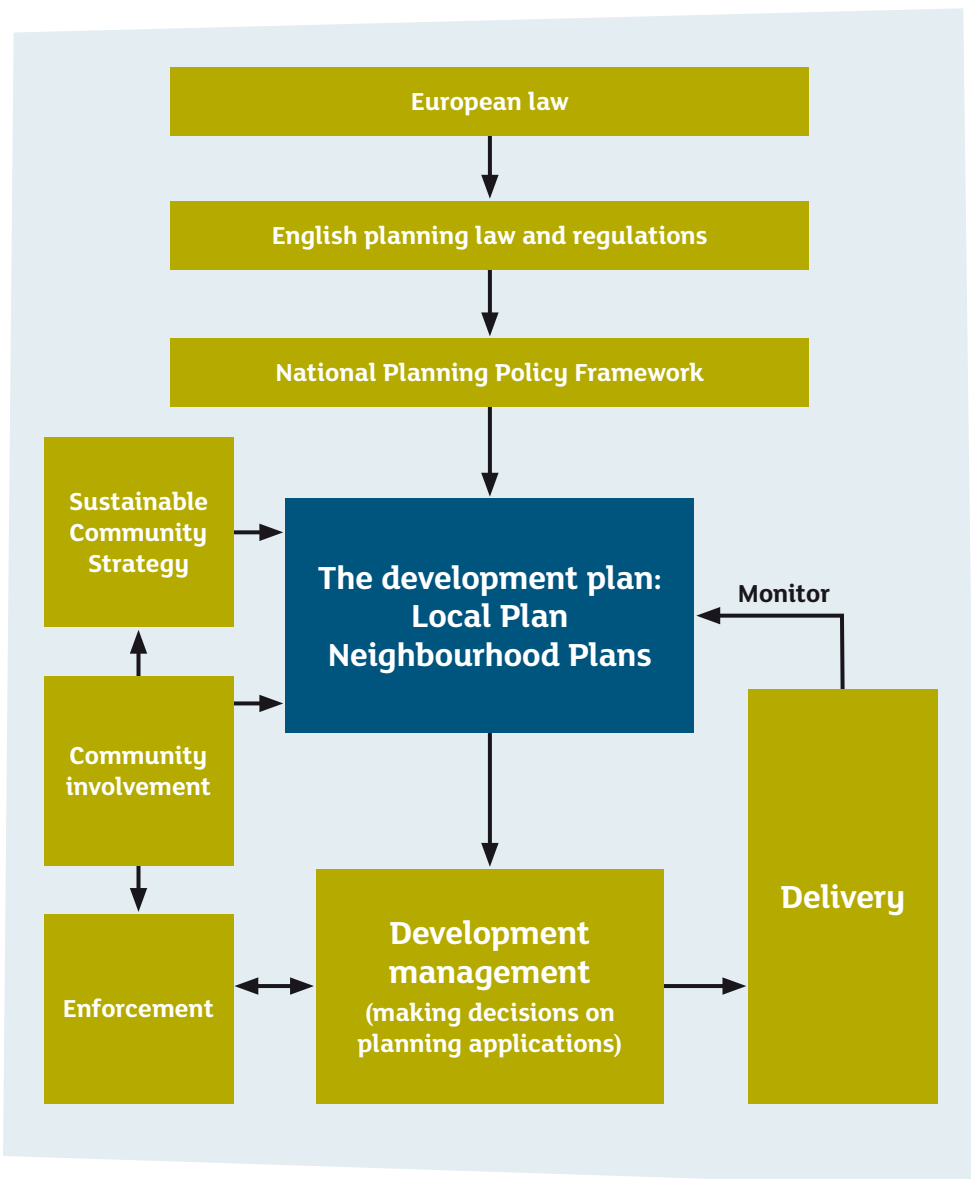 European law
English planning law and regulations
National Planning Policy Framework
Sustainable
Community
Strategy
The development plan:
Local Plan
Neighbourhood Plans
Monitor
Community
involvement
Delivery
Enforcement
Development
management
(making decisions on
planning applications)